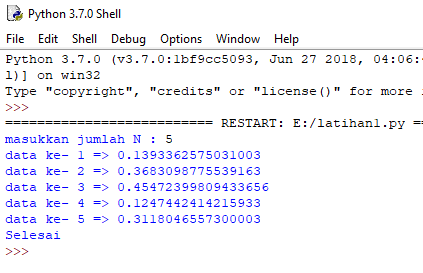 Python 3.7.0 Shell
File Edit Shell Debug Options Window Help
Python 3.7.0 (v3.7.0:1bf9cc5093, Jun 27 2018, 04:06:
1)] on win32
Type "copyright", "credits" or "license()" for more
>>>
========================== RESTART: E:/latihan1.py ==
masukkan jumlah N : 5
data ke- 1 => 0.1393362575031003
data ke- 2 => 0.3683098775539163
data ke- 3 => 0.45472399809433656
data ke- 4 => 0.1247442414215933
data ke- 5 => 0.3118046557300003
Selesai
>>>